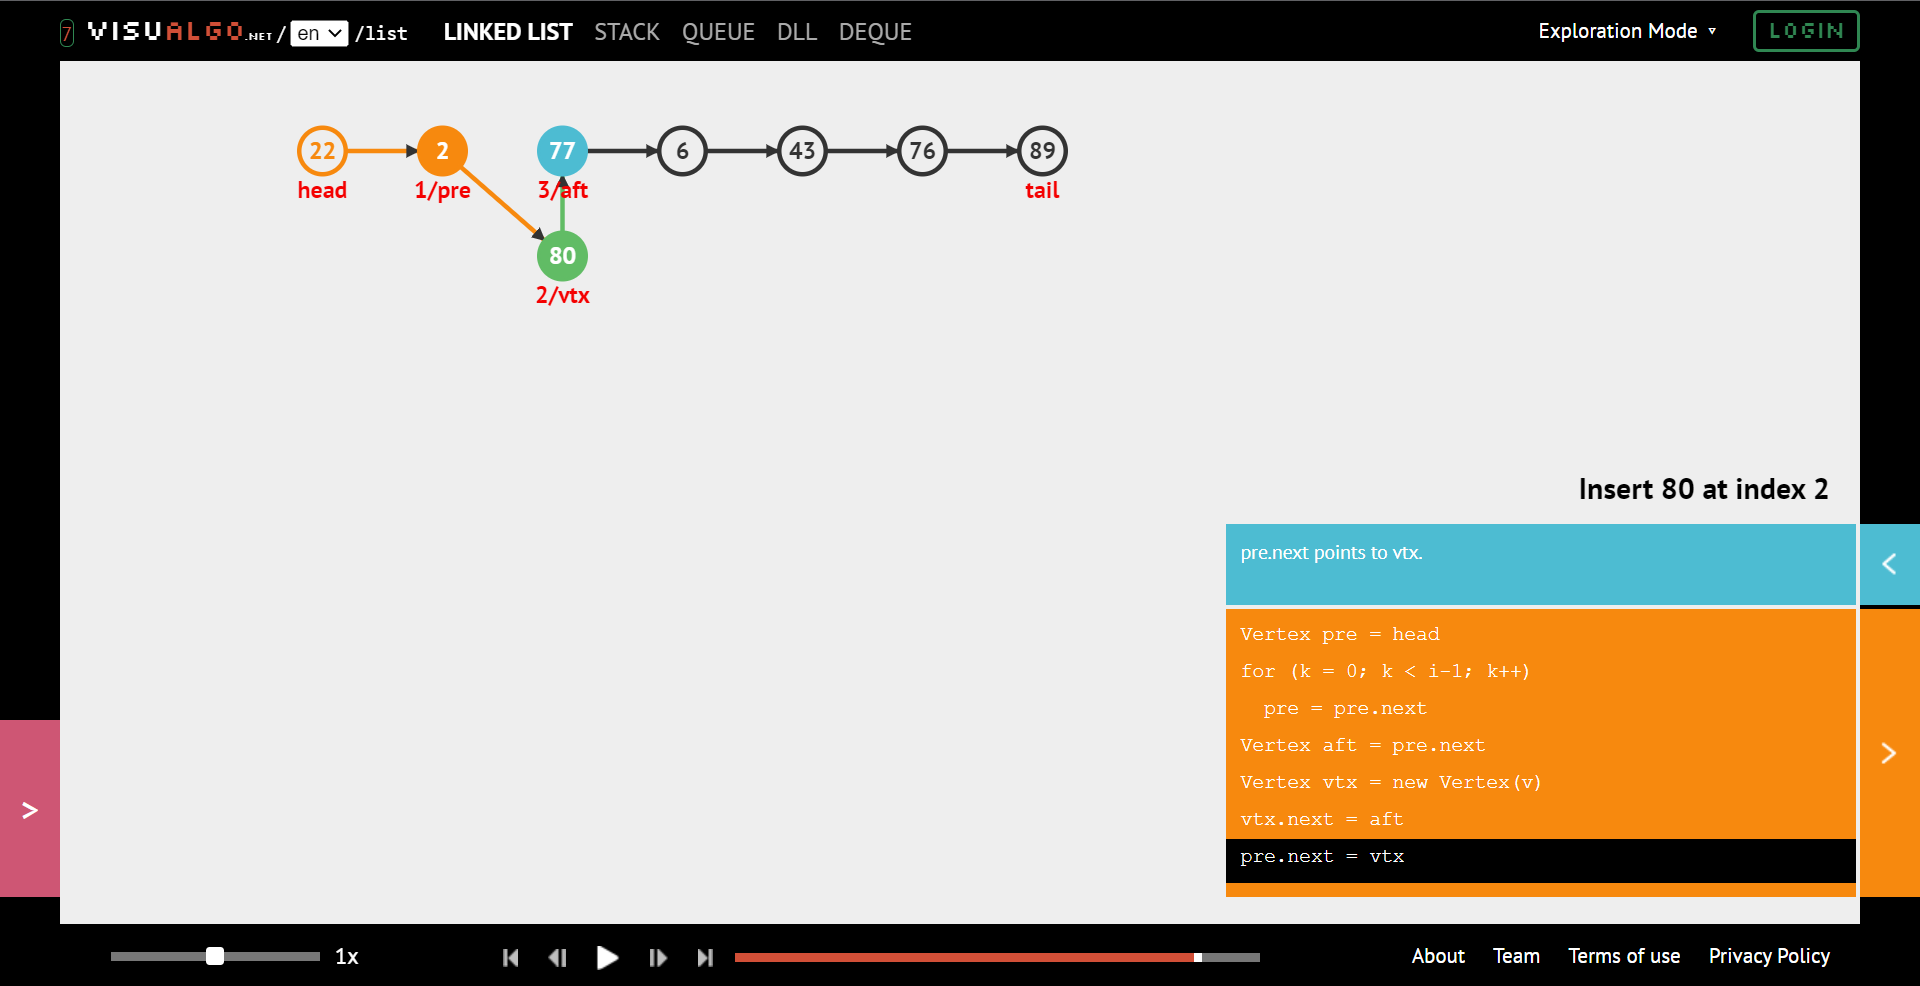 7 VISUALGO.NET / en /list LINKED LIST STACK QUEUE DLL DEQUE Exploration Mode ▼ LOGIN
22 2 77 6 43 76 89
head 1/pre 3/aft tail
80
2/vtx
Insert 80 at index 2
pre.next points to vtx.
Vertex pre = head
for (k = 0; k < i-1; k++)
pre = pre.next
Vertex aft = pre.next
Vertex vtx = new Vertex(v)
vtx.next = aft
pre.next = vtx
1x About Team Terms of use Privacy Policy